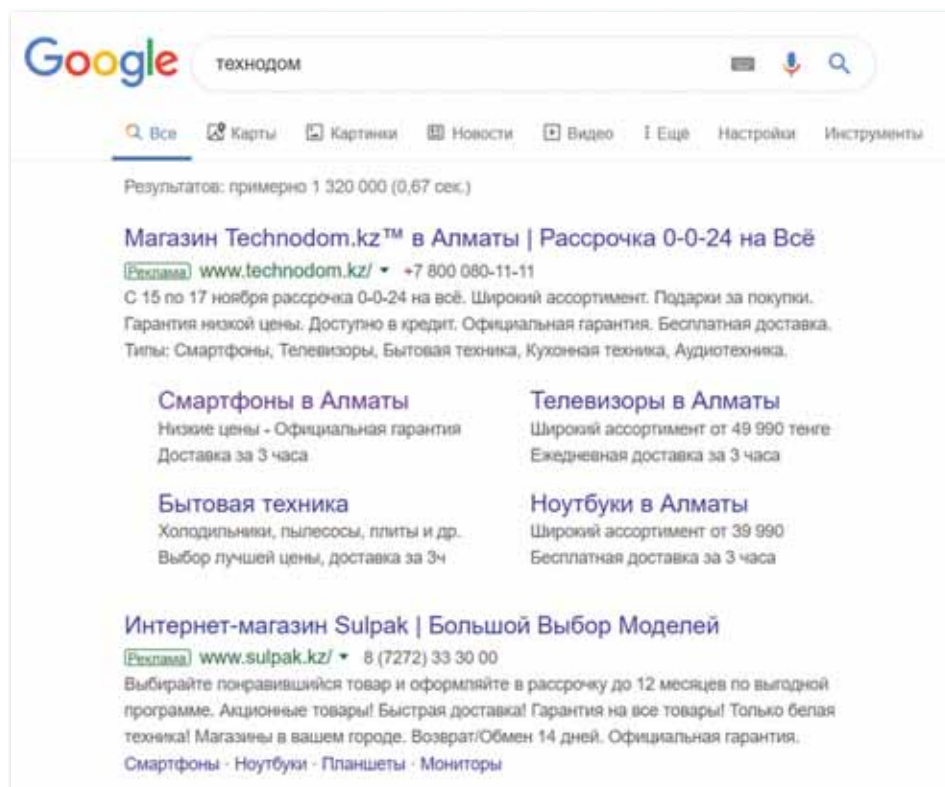 Google
технодом
Все Карты Картинки Новости Видео Ещё Настройки Инструменты
Результатов: примерно 1 320 000 (0,67 сек.)
Магазин Technodom.kz™ в Алматы | Рассрочка 0-0-24 на Всё
Реклама www.technodom.kz/ +7 800 080-11-11
С 15 по 17 ноября рассрочка 0-0-24 на всё. Широкий ассортимент. Подарки за покупки.
Гарантия низкой цены. Доступно в кредит. Официальная гарантия. Бесплатная доставка.
Типы: Смартфоны, Телевизоры, Бытовая техника, Кухонная техника, Аудиотехника.
Смартфоны в Алматы
Низкие цены - Официальная гарантия
Доставка за 3 часа
Телевизоры в Алматы
Широкий ассортимент от 49 990 тенге
Ежедневная доставка за 3 часа
Бытовая техника
Холодильники, пылесосы, плиты и др.
Выбор лучшей цены, доставка за 3ч
Ноутбуки в Алматы
Широкий ассортимент от 39 990
Бесплатная доставка за 3 часа
Интернет-магазин Sulpak | Большой Выбор Моделей
Реклама www.sulpak.kz/ 8 (7272) 33 30 00
Выбирайте понравившийся товар и оформляйте в рассрочку до 12 месяцев по выгодной
программе. Акционные товары! Быстрая доставка! Гарантия на все товары! Только белая
техника! Магазины в вашем городе. Возврат/Обмен 14 дней. Официальная гарантия.
Смартфоны · Ноутбуки · Планшеты · Мониторы